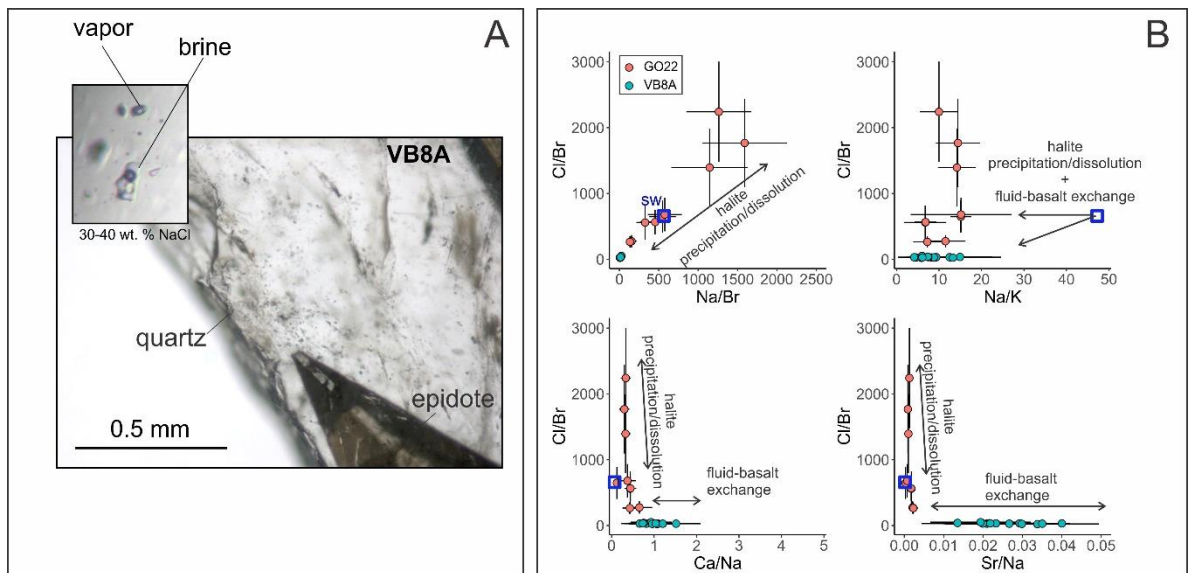 A
vapor
brine
VB8A
30-40 wt. % NaCl
quartz
epidote
0.5 mm
B
GO22
VB8A
3000
2000
1000
0
Cl/Br
SW
halite
precipitation/dissolution
0 500 1000 1500 2000 2500
Na/Br
3000
2000
1000
0
Cl/Br
halite
precipitation/dissolution
+
fluid-basalt exchange
0 10 20 30 40 50
Na/K
3000
2000
1000
0
Cl/Br
halite
precipitation/dissolution
fluid-basalt
exchange
0 1 2 3 4 5
Ca/Na
3000
2000
1000
0
Cl/Br
halite
precipitation/dissolution
fluid-basalt
exchange
0.00 0.01 0.02 0.03 0.04 0.05
Sr/Na